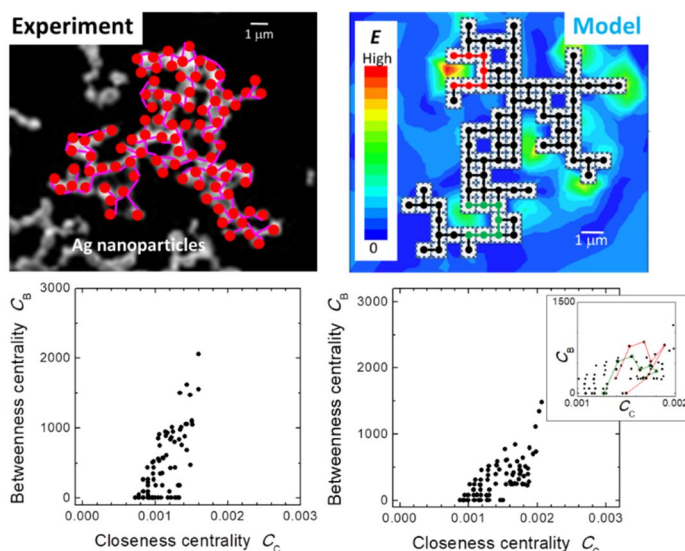 Experiment
1 μm
Ag nanoparticles
Model
E
High
0
1 μm
Betweenness centrality C_B
3000
2000
1000
0
0.000 0.001 0.002 0.003
Closeness centrality C_C
Betweenness centrality C_B
3000
2000
1000
0
0.000 0.001 0.002 0.003
Closeness centrality C_C
1500
C_B
0
0.001 0.002
C_C